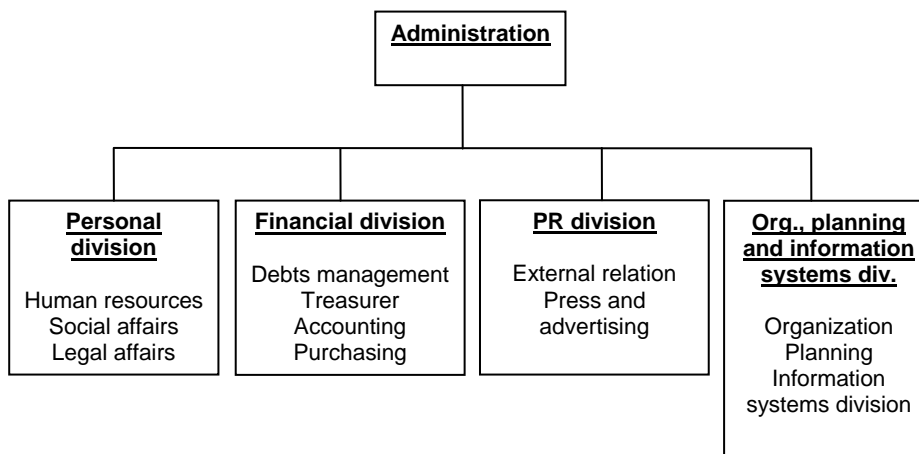 Administration
Personal
division
Human resources
Social affairs
Legal affairs
Financial division
Debts management
Treasurer
Accounting
Purchasing
PR division
External relation
Press and
advertising
Org., planning
and information
systems div.
Organization
Planning
Information
systems division